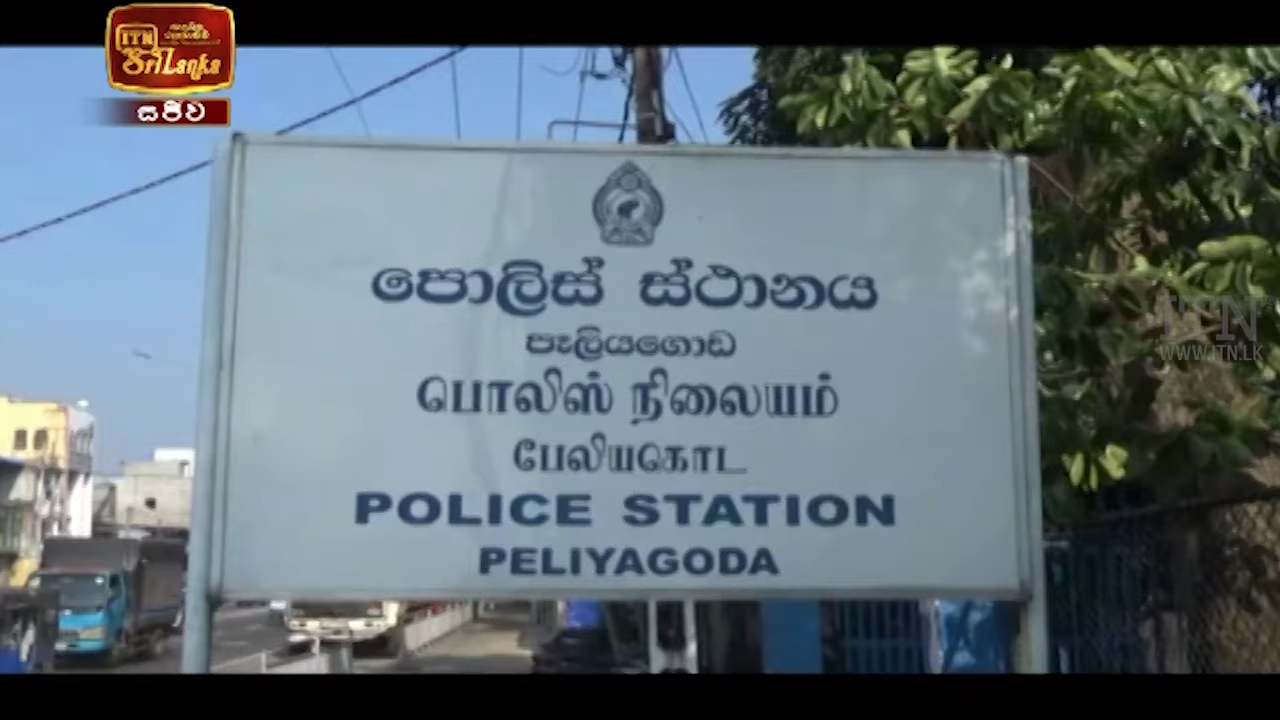 ITN
Sri Lanka
සජීව
පොලිස් ස්ථානය
පෑලියගොඩ
பொலிஸ் நிலையம்
பேலியகொட
POLICE STATION
PELIYAGODA
ITN
WWW.ITN.LK